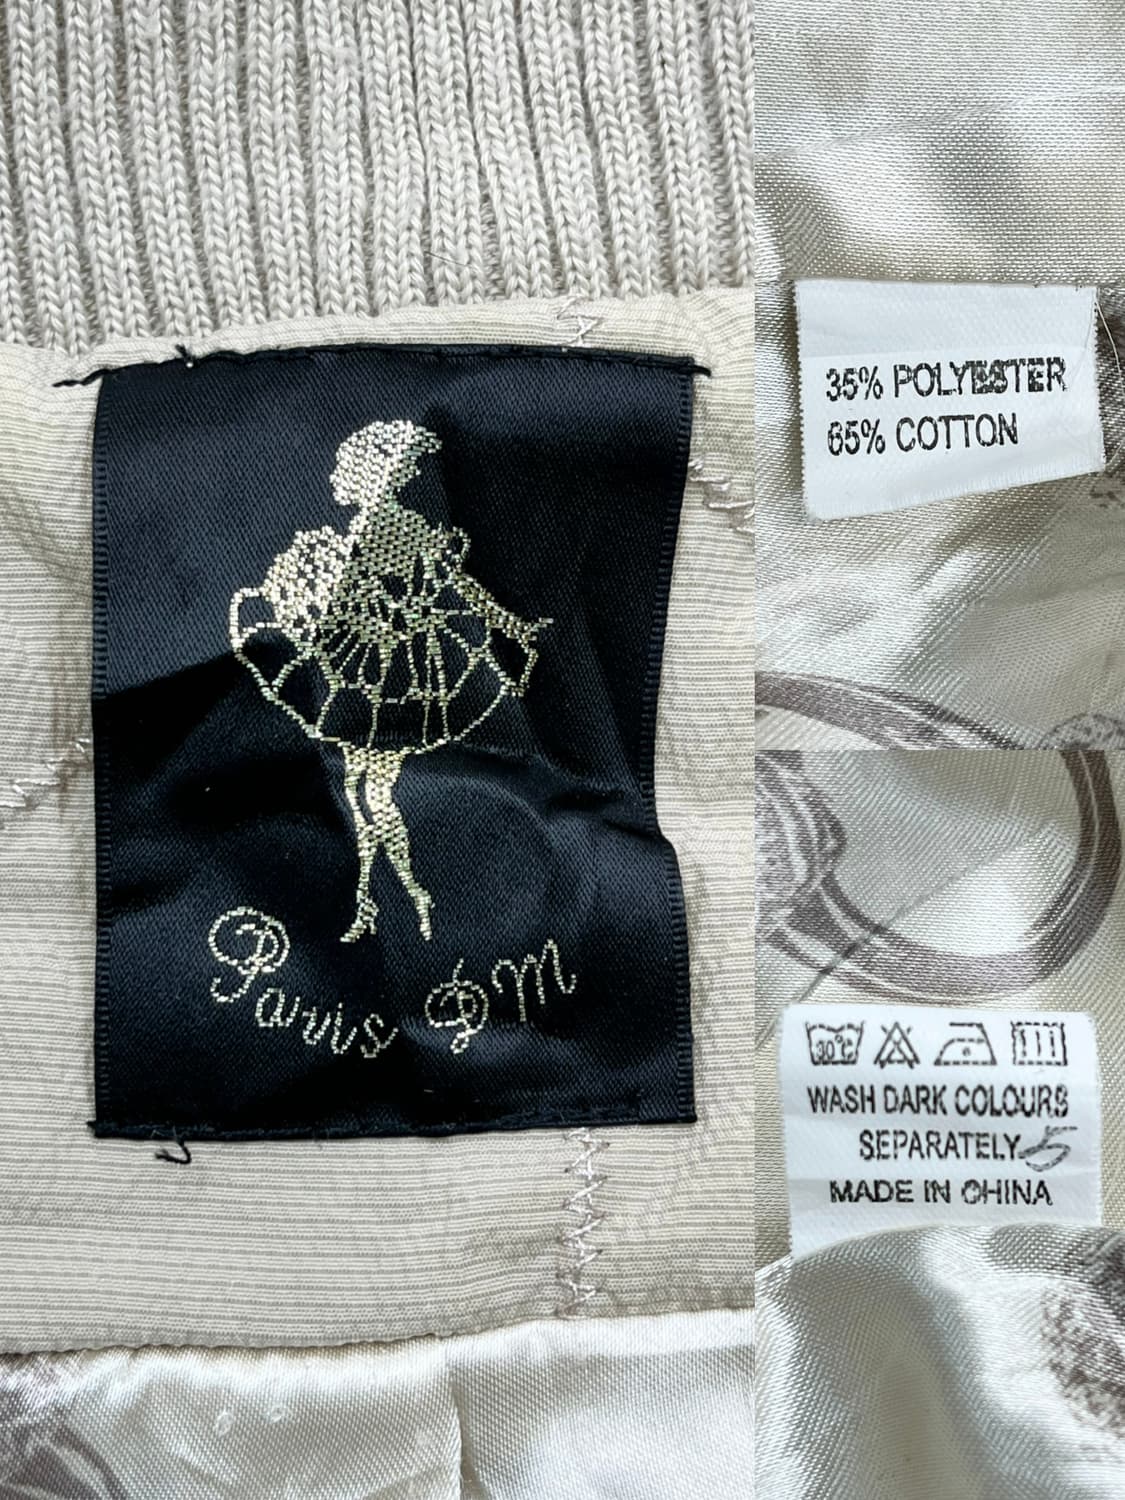 Paris DM
35% POLYESTER
65% COTTON
30°C
WASH DARK COLOURS
SEPARATELY
MADE IN CHINA